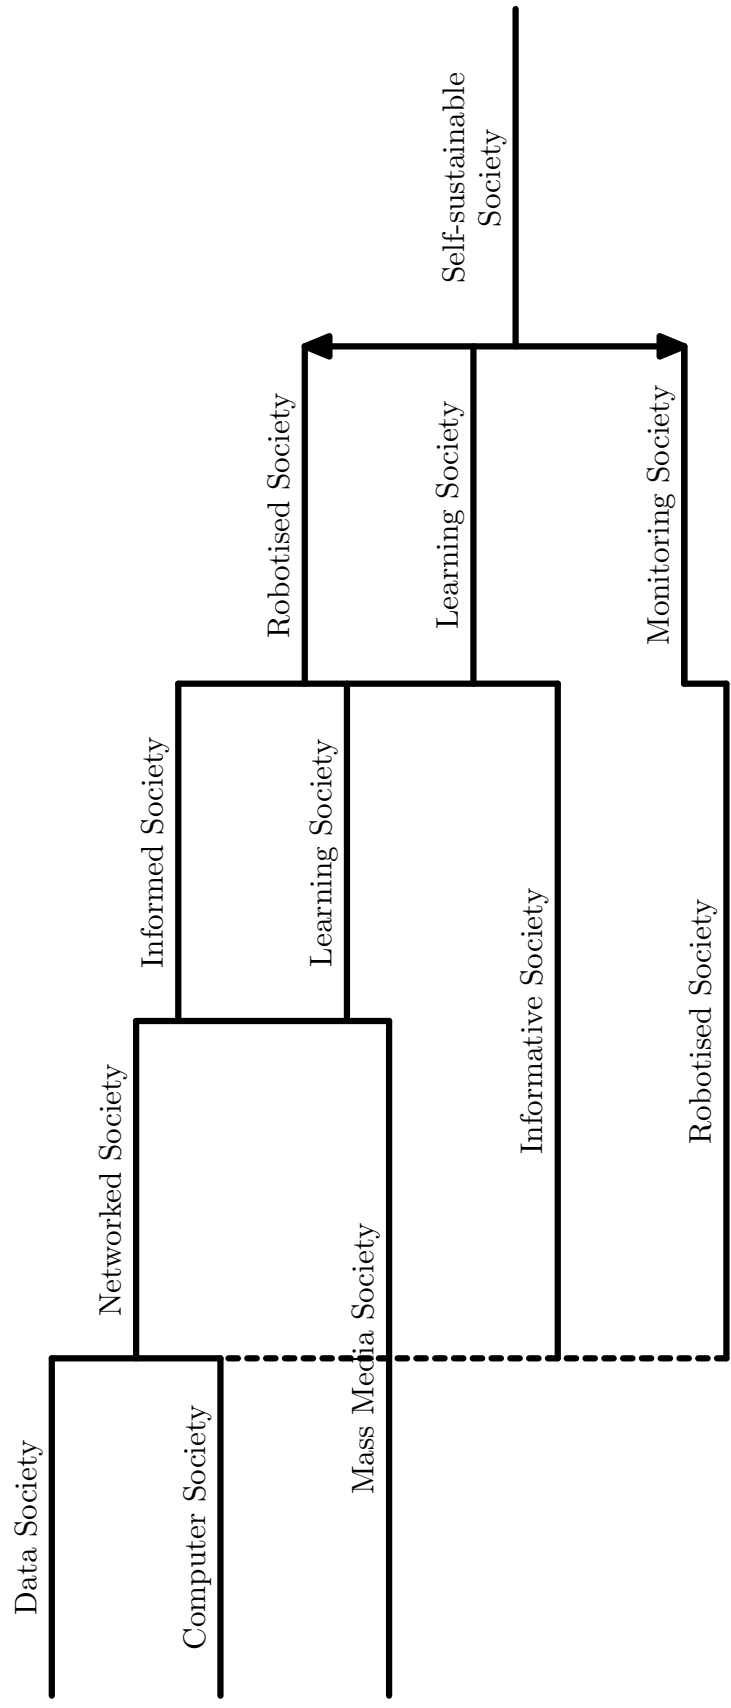 Self-sustainable
Society
Robotised Society
Learning Society
Monitoring Society
Informed Society
Learning Society
Informative Society
Robotised Society
Networked Society
Mass Media Society
Data Society
Computer Society